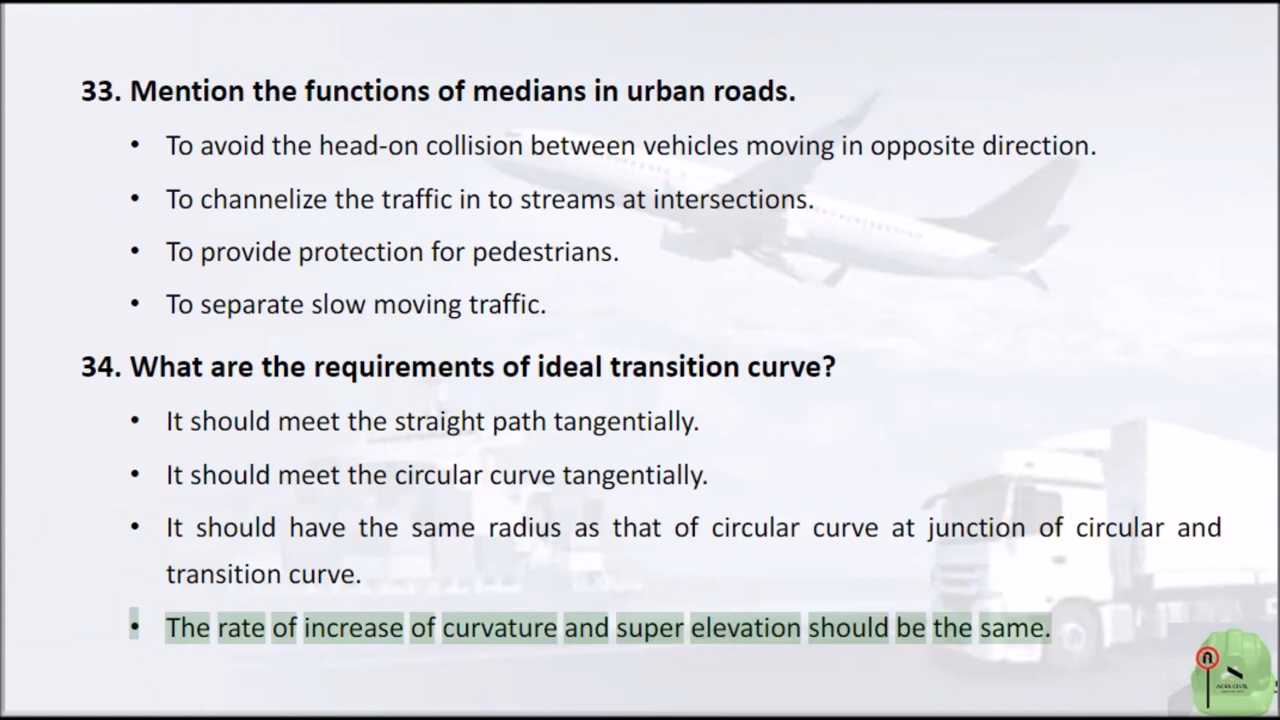 33. Mention the functions of medians in urban roads.
• To avoid the head-on collision between vehicles moving in opposite direction.
• To channelize the traffic in to streams at intersections.
• To provide protection for pedestrians.
• To separate slow moving traffic.
34. What are the requirements of ideal transition curve?
• It should meet the straight path tangentially.
• It should meet the circular curve tangentially.
• It should have the same radius as that of circular curve at junction of circular and
transition curve.
• The rate of increase of curvature and super elevation should be the same.